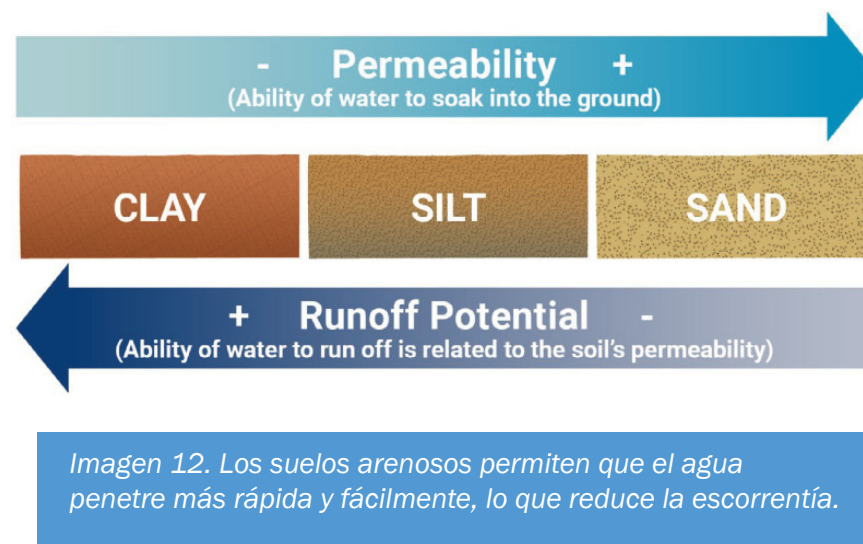 - Permeability +
(Ability of water to soak into the ground)
CLAY SILT SAND
+ Runoff Potential -
(Ability of water to run off is related to the soil's permeability)
Imagen 12. Los suelos arenosos permiten que el agua
penetre más rápida y fácilmente, lo que reduce la escorrentía.